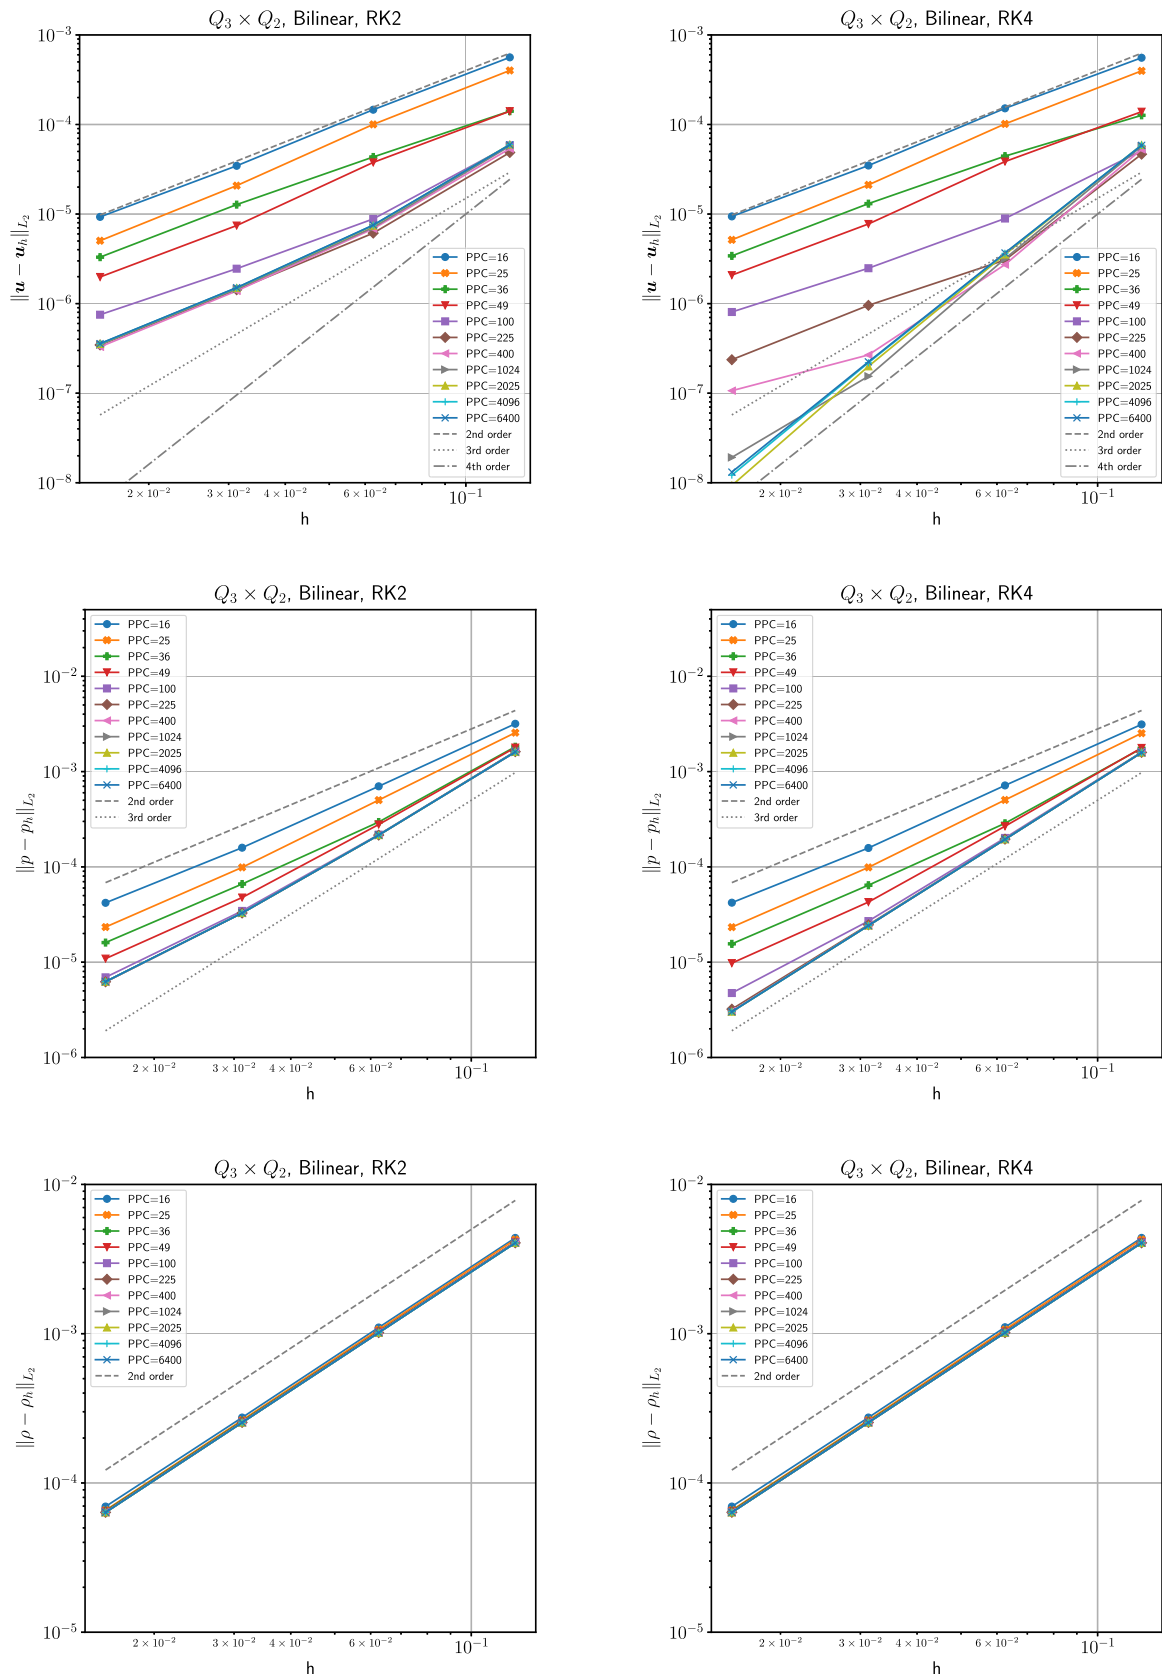 Q₃ × Q₂, Bilinear, RK2
10⁻³
10⁻⁴
10⁻⁵
10⁻⁶
10⁻⁷
10⁻⁸
‖u − u_h‖_{L₂}
PPC=16
PPC=25
PPC=36
PPC=49
PPC=100
PPC=225
PPC=400
PPC=1024
PPC=2025
PPC=4096
PPC=6400
2nd order
3rd order
4th order
2 × 10⁻² 3 × 10⁻² 4 × 10⁻² 6 × 10⁻² 10⁻¹
h
Q₃ × Q₂, Bilinear, RK4
10⁻³
10⁻⁴
10⁻⁵
10⁻⁶
10⁻⁷
10⁻⁸
‖u − u_h‖_{L₂}
PPC=16
PPC=25
PPC=36
PPC=49
PPC=100
PPC=225
PPC=400
PPC=1024
PPC=2025
PPC=4096
PPC=6400
2nd order
3rd order
4th order
2 × 10⁻² 3 × 10⁻² 4 × 10⁻² 6 × 10⁻² 10⁻¹
h
Q₃ × Q₂, Bilinear, RK2
PPC=16
PPC=25
PPC=36
PPC=49
PPC=100
PPC=225
PPC=400
PPC=1024
PPC=2025
PPC=4096
PPC=6400
2nd order
3rd order
10⁻²
10⁻³
10⁻⁴
10⁻⁵
10⁻⁶
‖p − p_h‖_{L₂}
2 × 10⁻² 3 × 10⁻² 4 × 10⁻² 6 × 10⁻² 10⁻¹
h
Q₃ × Q₂, Bilinear, RK4
PPC=16
PPC=25
PPC=36
PPC=49
PPC=100
PPC=225
PPC=400
PPC=1024
PPC=2025
PPC=4096
PPC=6400
2nd order
3rd order
10⁻²
10⁻³
10⁻⁴
10⁻⁵
10⁻⁶
‖p − p_h‖_{L₂}
2 × 10⁻² 3 × 10⁻² 4 × 10⁻² 6 × 10⁻² 10⁻¹
h
Q₃ × Q₂, Bilinear, RK2
PPC=16
PPC=25
PPC=36
PPC=49
PPC=100
PPC=225
PPC=400
PPC=1024
PPC=2025
PPC=4096
PPC=6400
2nd order
10⁻²
10⁻³
10⁻⁴
10⁻⁵
‖ρ − ρ_h‖_{L₂}
2 × 10⁻² 3 × 10⁻² 4 × 10⁻² 6 × 10⁻² 10⁻¹
h
Q₃ × Q₂, Bilinear, RK4
PPC=16
PPC=25
PPC=36
PPC=49
PPC=100
PPC=225
PPC=400
PPC=1024
PPC=2025
PPC=4096
PPC=6400
2nd order
10⁻²
10⁻³
10⁻⁴
10⁻⁵
‖ρ − ρ_h‖_{L₂}
2 × 10⁻² 3 × 10⁻² 4 × 10⁻² 6 × 10⁻² 10⁻¹
h